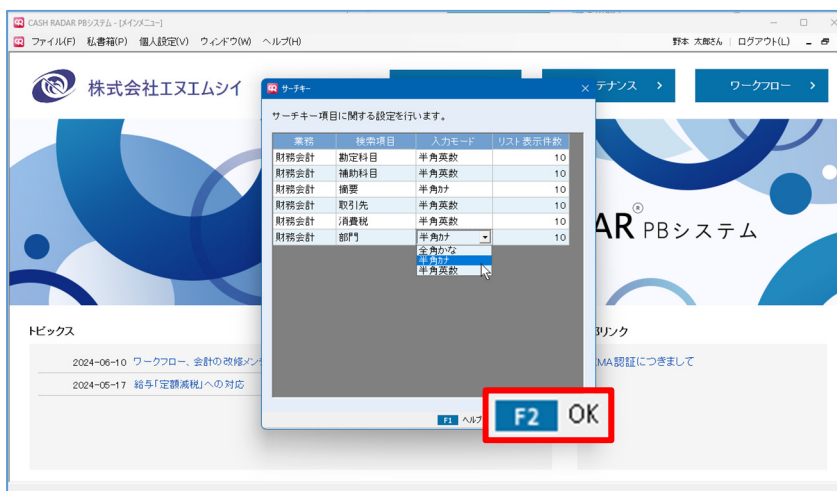 CASH RADAR PBシステム - [メインメニュー]
ファイル(F) 私書箱(P) 個人設定(V) ウィンドウ(W) ヘルプ(H) 野本 太郎さん ログアウト(L)
株式会社エヌエムシイ
テナンス
ワークフロー
サーチキー
サーチキー項目に関する設定を行います。
業務 検索項目 入力モード リスト表示件数
財務会計 勘定科目 半角英数 10
財務会計 補助科目 半角英数 10
財務会計 摘要 半角カナ 10
財務会計 取引先 半角英数 10
財務会計 消費税 半角英数 10
財務会計 部門 半角カナ 10
全角かな
半角カナ
半角英数
AR® PBシステム
トピックス
2024-06-10 ワークフロー、会計の改修メン
2024-05-17 給与「定額減税」への対応
リンク
MA認証につきまして
F1 ヘルプ
F2 OK